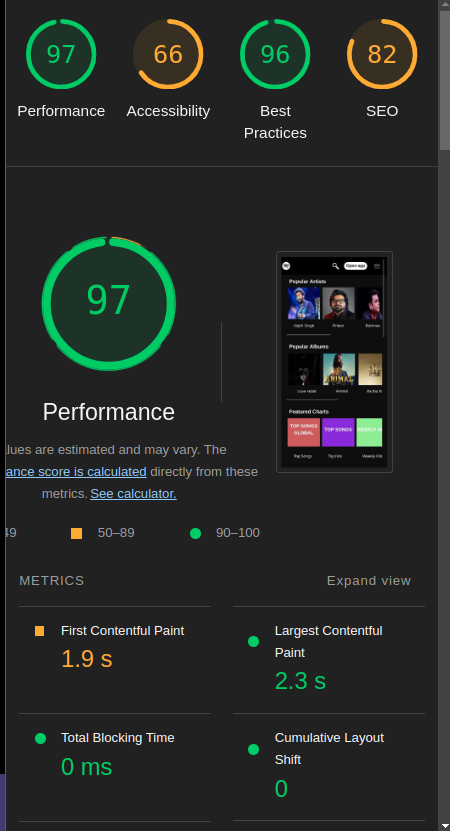 97
66
96
82
Performance
Accessibility
Best
Practices
SEO
97
Performance
lues are estimated and may vary. The
ance score is calculated directly from these
metrics. See calculator.
49
50–89
90–100
Open app
Popular Artists
Arijit Singh
Pritam
Popular Albums
ANIMAL
Animal
Featured Charts
TOP SONGS
GLOBAL
TOP SONGS
WEEKLY
Top Songs
Top Hits
Weekly Hit
METRICS
Expand view
First Contentful Paint
1.9 s
Largest Contentful
Paint
2.3 s
Total Blocking Time
0 ms
Cumulative Layout
Shift
0